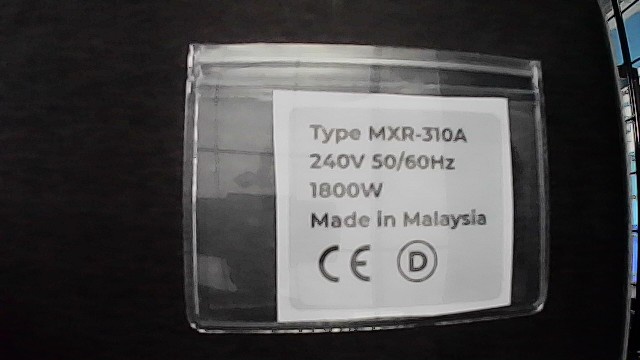 Type MXR-310A
240V 50/60Hz
1800W
Made in Malaysia
CE D